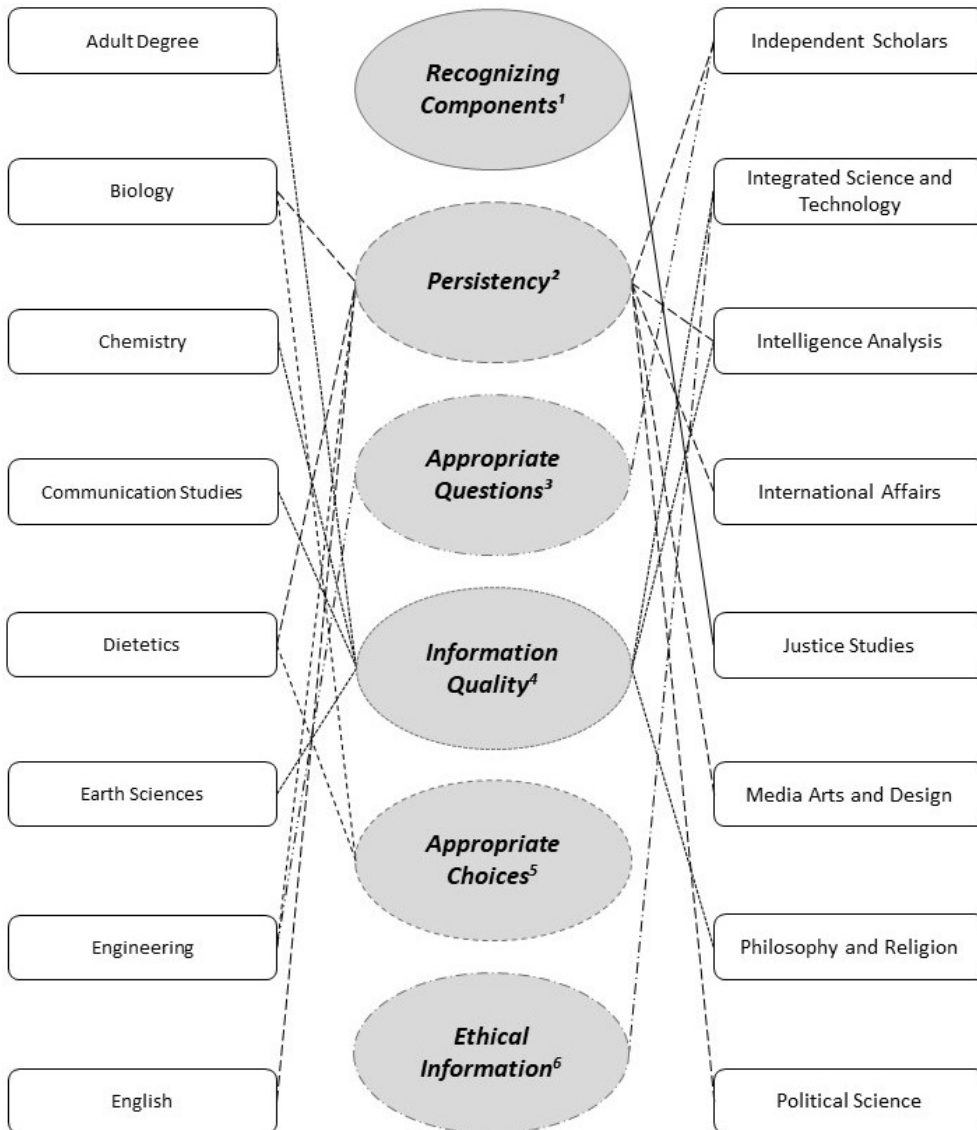 Adult Degree
Biology
Chemistry
Communication Studies
Dietetics
Earth Sciences
Engineering
English
Recognizing
Components¹
Persistency²
Appropriate
Questions³
Information
Quality⁴
Appropriate
Choices⁵
Ethical
Information⁶
Independent Scholars
Integrated Science and
Technology
Intelligence Analysis
International Affairs
Justice Studies
Media Arts and Design
Philosophy and Religion
Political Science